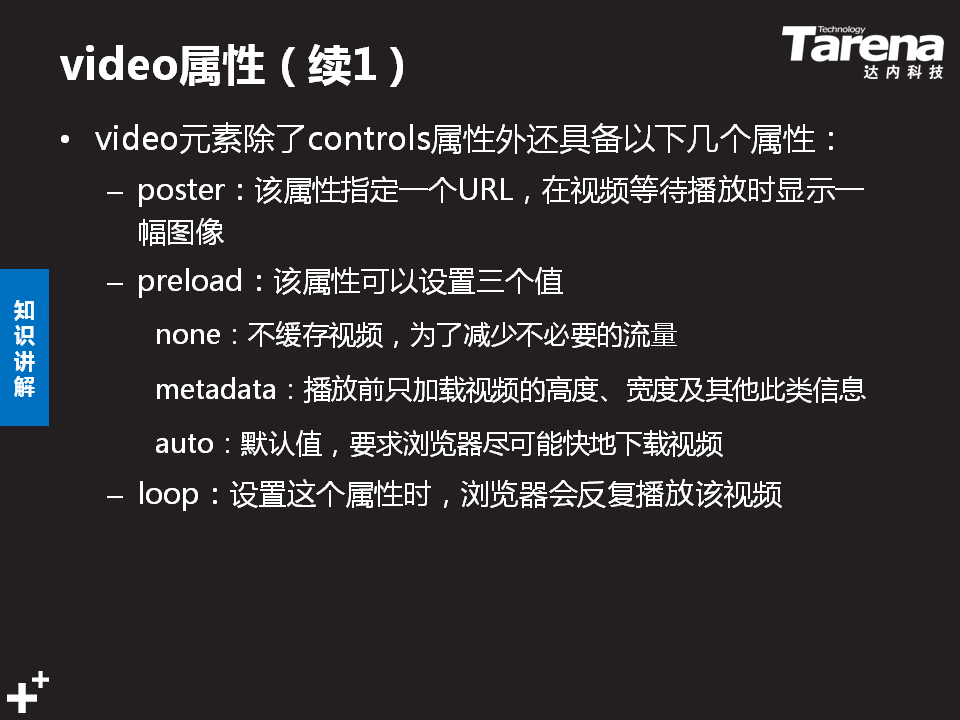 video属性（续1）
Technology
Tarena
达内科技
• video元素除了controls属性外还具备以下几个属性：
– poster：该属性指定一个URL，在视频等待播放时显示一
幅图像
– preload：该属性可以设置三个值
none：不缓存视频，为了减少不必要的流量
metadata：播放前只加载视频的高度、宽度及其他此类信息
auto：默认值，要求浏览器尽可能快地下载视频
– loop：设置这个属性时，浏览器会反复播放该视频
知
识
讲
解